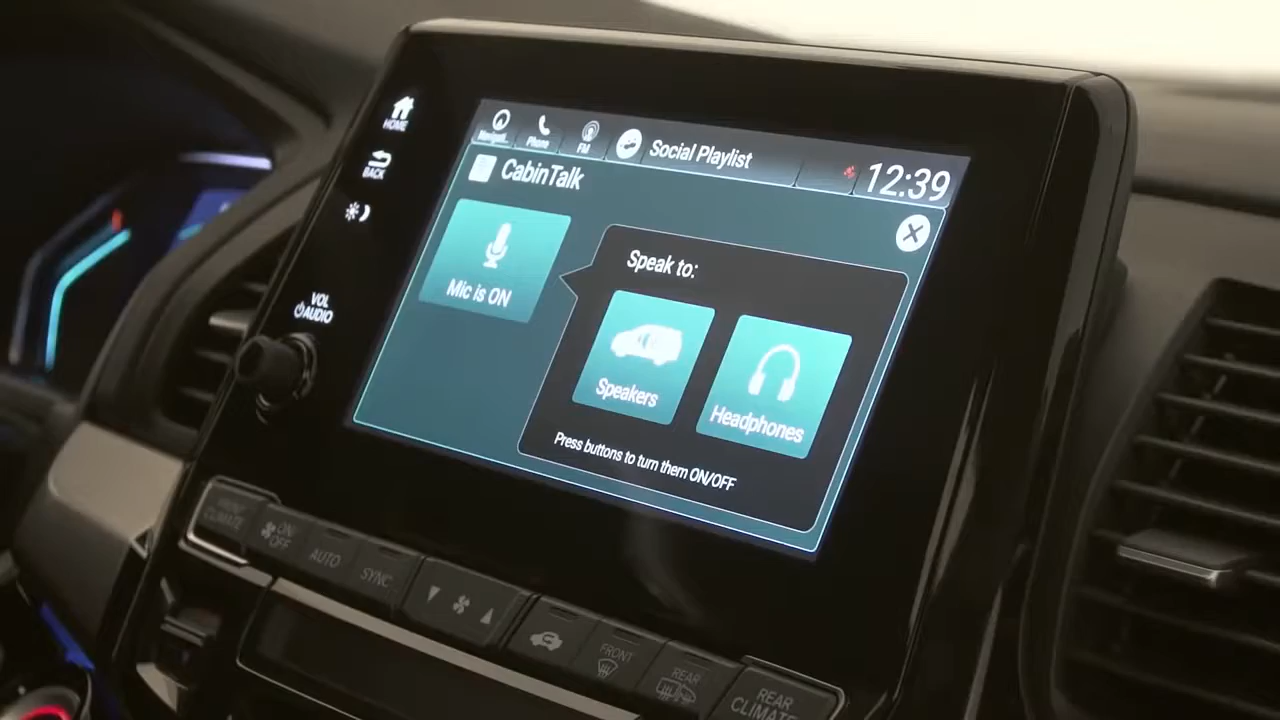 HOME
BACK
VOL
AUDIO
Phone
FM
Social Playlist
12:39
CabinTalk
Mic is ON
Speak to:
Speakers
Headphones
Press buttons to turn them ON/OFF
CLIMATE
ON
OFF
AUTO
SYNC
FRONT
REAR
REAR
CLIMATE